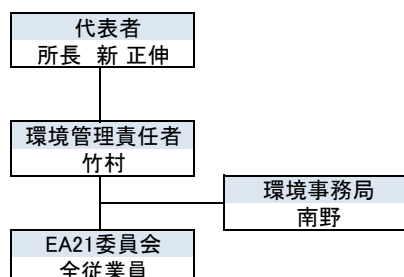 代表者
所長 新 正伸
環境管理責任者
竹村
環境事務局
南野
EA21委員会
全従業員